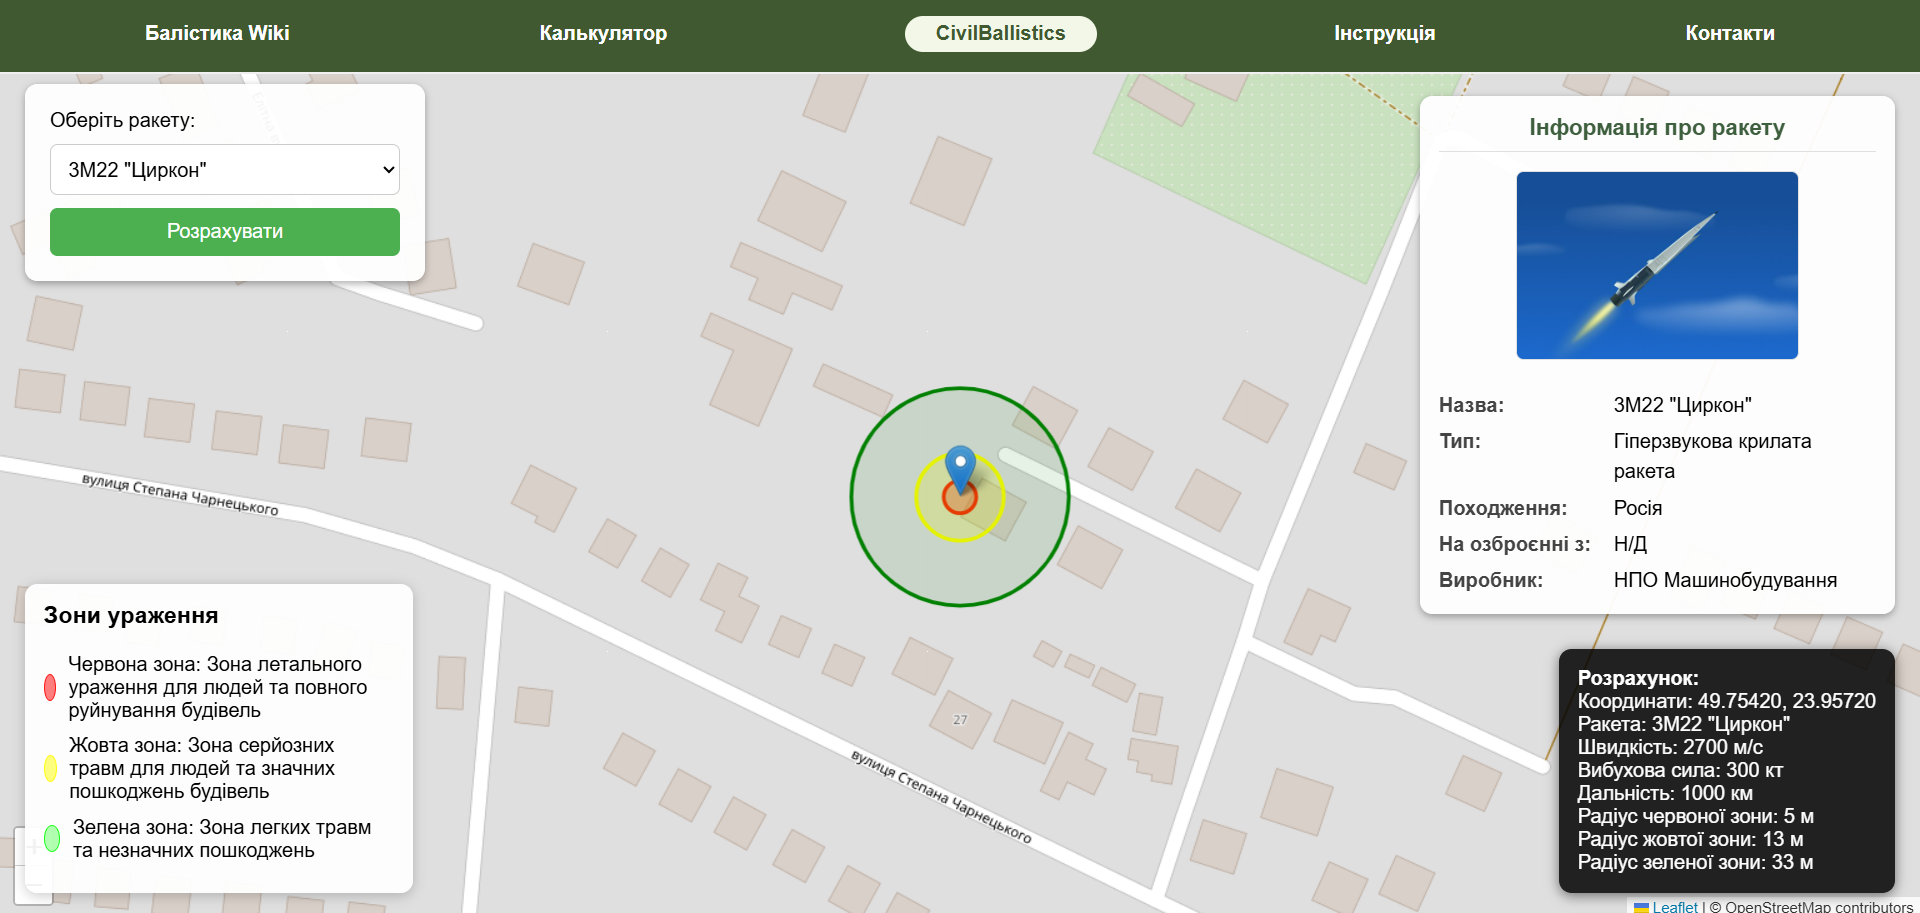 Балістика Wiki
Калькулятор
CivilBallistics
Інструкція
Контакти
Оберіть ракету:
3М22 "Циркон"
Розрахувати
Інформація про ракету
Назва: 3М22 "Циркон"
Тип: Гіперзвукова крилата
ракета
Походження: Росія
На озброєнні з: Н/Д
Виробник: НПО Машинобудування
вулиця Степана Чарнецького
27
вулиця Степана Чарнецького
Зони ураження
Червона зона: Зона летального
ураження для людей та повного
руйнування будівель
Жовта зона: Зона серйозних
травм для людей та значних
пошкоджень будівель
Зелена зона: Зона легких травм
та незначних пошкоджень
Розрахунок:
Координати: 49.75420, 23.95720
Ракета: 3М22 "Циркон"
Швидкість: 2700 м/с
Вибухова сила: 300 кт
Дальність: 1000 км
Радіус червоної зони: 5 м
Радіус жовтої зони: 13 м
Радіус зеленої зони: 33 м
Leaflet | © OpenStreetMap contributors